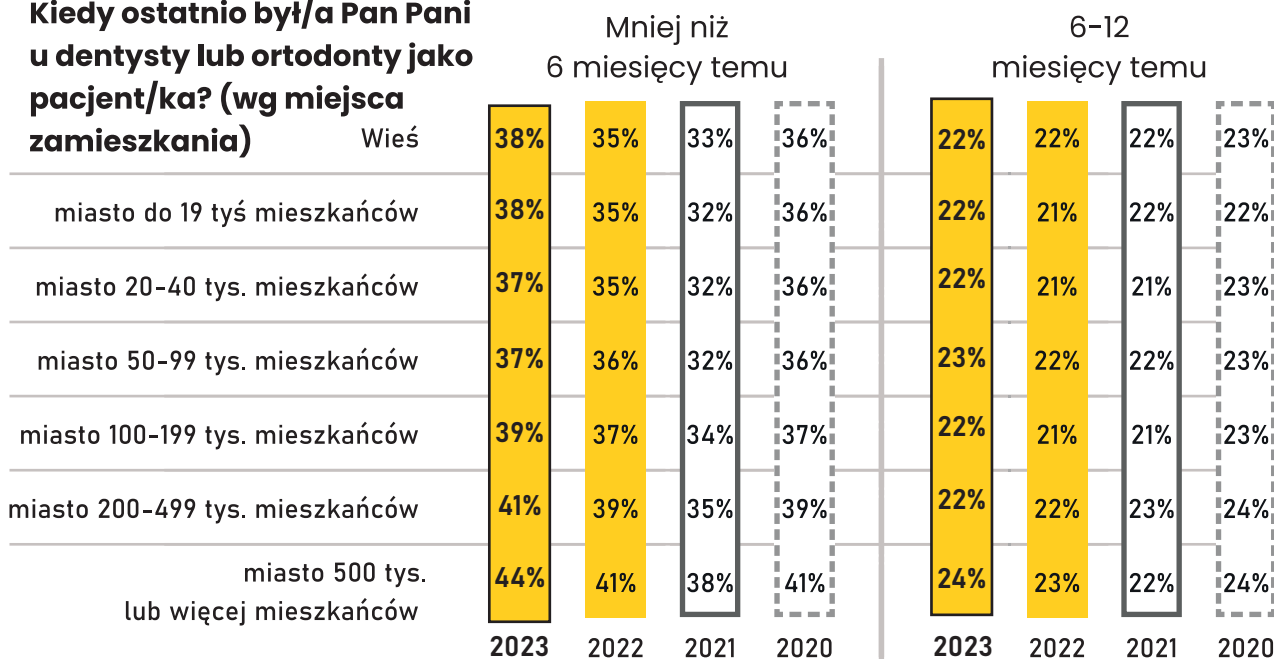 Kiedy ostatnio był/a Pan Pani
u dentysty lub ortodonty jako
pacjent/ka? (wg miejsca
zamieszkania)
Mniej niż
6 miesięcy temu
6-12
miesięcy temu
Wieś 38% 35% 33% 36% 22% 22% 22% 23%
miasto do 19 tyś mieszkańców 38% 35% 32% 36% 22% 21% 22% 22%
miasto 20-40 tys. mieszkańców 37% 35% 32% 36% 22% 21% 21% 23%
miasto 50-99 tys. mieszkańców 37% 36% 32% 36% 23% 22% 22% 23%
miasto 100-199 tys. mieszkańców 39% 37% 34% 37% 22% 21% 21% 23%
miasto 200-499 tys. mieszkańców 41% 39% 35% 39% 22% 22% 23% 24%
miasto 500 tys.
lub więcej mieszkańców 44% 41% 38% 41% 24% 23% 22% 24%
2023 2022 2021 2020 2023 2022 2021 2020